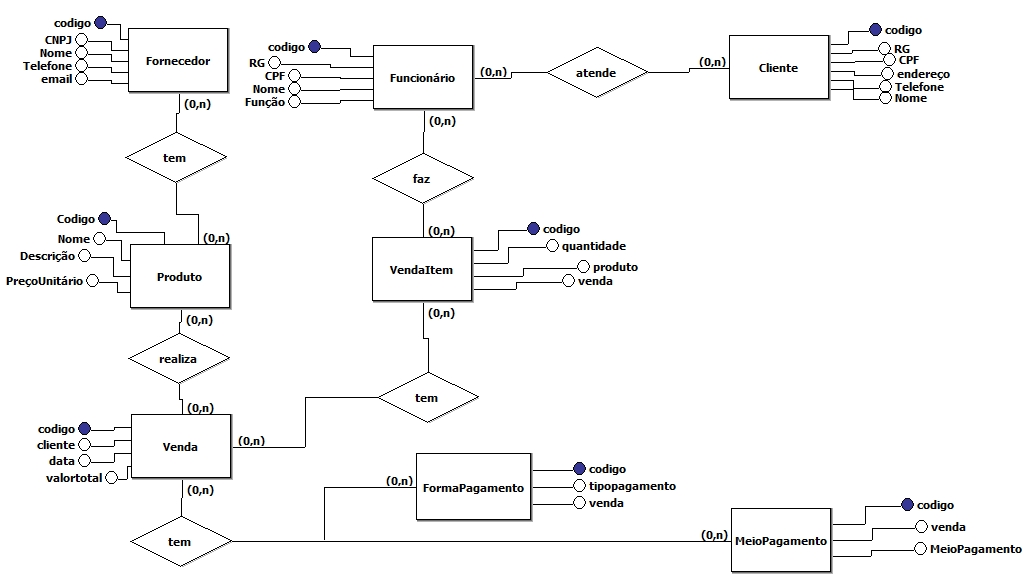 codigo
CNPJ
Nome
Telefone
email
Fornecedor
(0,n)
tem
(0,n)
codigo
RG
CPF
Nome
Função
Funcionário
(0,n)
atende
(0,n)
Cliente
codigo
RG
CPF
endereço
Telefone
Nome
(0,n)
faz
(0,n)
Codigo
Nome
Descrição
PreçoUnitário
Produto
(0,n)
realiza
(0,n)
VendaItem
codigo
quantidade
produto
venda
(0,n)
tem
(0,n)
codigo
cliente
data
valortotal
Venda
(0,n)
tem
(0,n)
FormaPagamento
codigo
tipopagamento
venda
(0,n)
MeioPagamento
codigo
venda
MeioPagamento